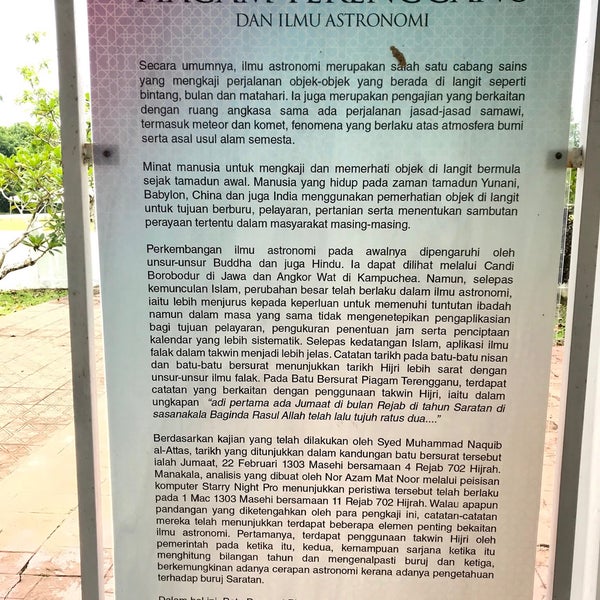 PIAGAM TERENGGANU
DAN ILMU ASTRONOMI
Secara umumnya, ilmu astronomi merupakan salah satu cabang sains
yang mengkaji perjalanan objek-objek yang berada di langit seperti
bintang, bulan dan matahari. Ia juga merupakan pengajian yang berkaitan
dengan ruang angkasa sama ada perjalanan jasad-jasad samawi,
termasuk meteor dan komet, fenomena yang berlaku atas atmosfera bumi
serta asal usul alam semesta.
Minat manusia untuk mengkaji dan memerhati objek di langit bermula
sejak tamadun awal. Manusia yang hidup pada zaman tamadun Yunani,
Babylon, China dan juga India menggunakan pemerhatian objek di langit
untuk tujuan berburu, pelayaran, pertanian serta menentukan sambutan
perayaan tertentu dalam masyarakat masing-masing.
Perkembangan ilmu astronomi pada awalnya dipengaruhi oleh
unsur-unsur Buddha dan juga Hindu. Ia dapat dilihat melalui Candi
Borobodur di Jawa dan Angkor Wat di Kampuchea. Namun, selepas
kemunculan Islam, perubahan besar telah berlaku dalam ilmu astronomi,
iaitu lebih menjurus kepada keperluan untuk memenuhi tuntutan ibadah
namun dalam masa yang sama tidak mengenetepikan pengaplikasian
bagi tujuan pelayaran, pengukuran penentuan jam serta penciptaan
kalendar yang lebih sistematik. Selepas kedatangan Islam, aplikasi ilmu
falak dalam takwin menjadi lebih jelas. Catatan tarikh pada batu-batu nisan
dan batu-batu bersurat menunjukkan tarikh Hijri lebih sarat dengan
unsur-unsur ilmu falak. Pada Batu Bersurat Piagam Terengganu, terdapat
catatan yang berkaitan dengan penggunaan takwin Hijri, iaitu dalam
ungkapan "adi pertama ada Jumaat di bulan Rejab di tahun Saratan di
sasanakala Baginda Rasul Allah telah lalu tujuh ratus dua...."
Berdasarkan kajian yang telah dilakukan oleh Syed Muhammad Naquib
al-Attas, tarikh yang ditunjukkan dalam kandungan batu bersurat tersebut
ialah Jumaat, 22 Februari 1303 Masehi bersamaan 4 Rejab 702 Hijrah.
Manakala, analisis yang dibuat oleh Nor Azam Mat Noor melalui peisisan
komputer Starry Night Pro menunjukkan peristiwa tersebut telah berlaku
pada 1 Mac 1303 Masehi bersamaan 11 Rejab 702 Hijrah. Walau apapun
pandangan yang diketengahkan oleh para pengkaji ini, catatan-catatan
mereka telah menunjukkan terdapat beberapa elemen penting bekaitan
ilmu astronomi. Pertamanya, terdapat penggunaan takwin Hijri oleh
pemerintah pada ketika itu, kedua, kemampuan sarjana ketika itu
menghitung bilangan tahun dan mengenalpasti buruj dan ketiga,
berkemungkinan adanya cerapan astronomi kerana adanya pengetahuan
terhadap buruj Saratan.